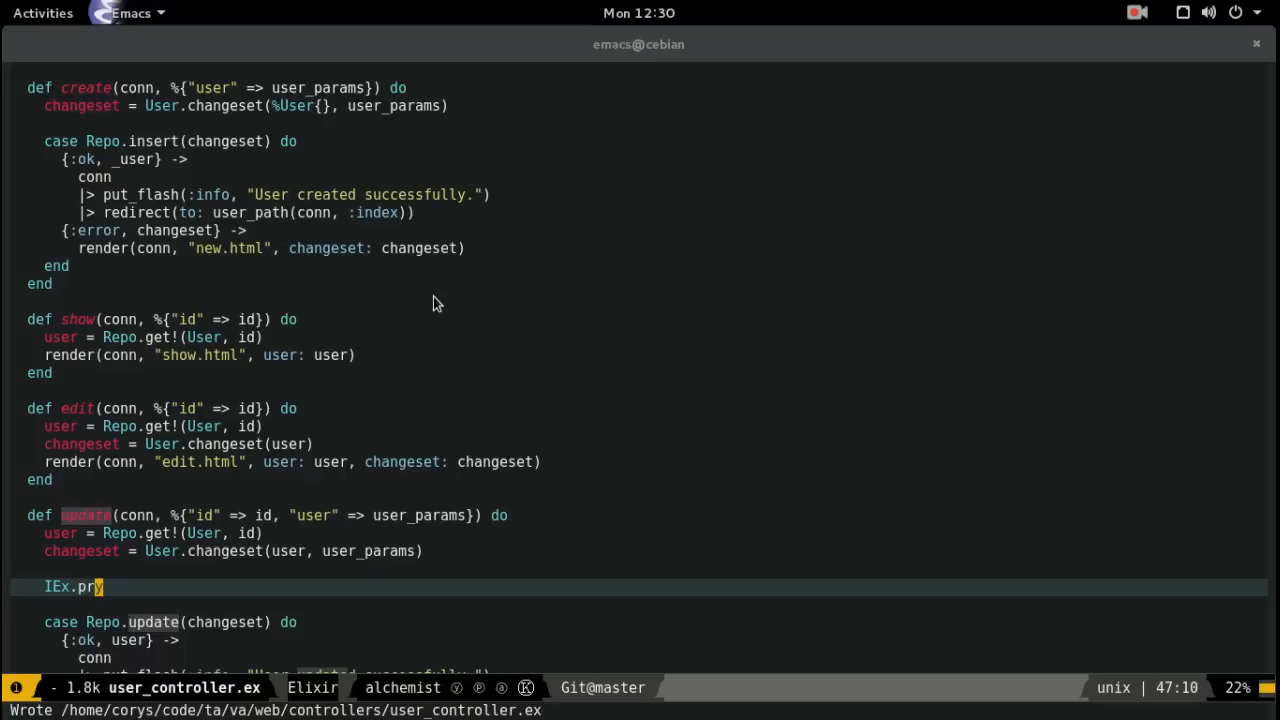 Activities Emacs Mon 12:30
emacs@cebian ×
def create(conn, %{"user" => user_params}) do
changeset = User.changeset(%User{}, user_params)
case Repo.insert(changeset) do
{:ok, _user} ->
conn
|> put_flash(:info, "User created successfully.")
|> redirect(to: user_path(conn, :index))
{:error, changeset} ->
render(conn, "new.html", changeset: changeset)
end
end
def show(conn, %{"id" => id}) do
user = Repo.get!(User, id)
render(conn, "show.html", user: user)
end
def edit(conn, %{"id" => id}) do
user = Repo.get!(User, id)
changeset = User.changeset(user)
render(conn, "edit.html", user: user, changeset: changeset)
end
def update(conn, %{"id" => id, "user" => user_params}) do
user = Repo.get!(User, id)
changeset = User.changeset(user, user_params)
IEx.pry
case Repo.update(changeset) do
{:ok, user} ->
conn
|> put_flash(:info, "User updated successfully.")
❶ - 1.8k user_controller.ex Elixir alchemist ⓨ ⓟ ⓐ Ⓚ Git@master unix | 47:10 22%
Wrote /home/corys/code/ta/va/web/controllers/user_controller.ex